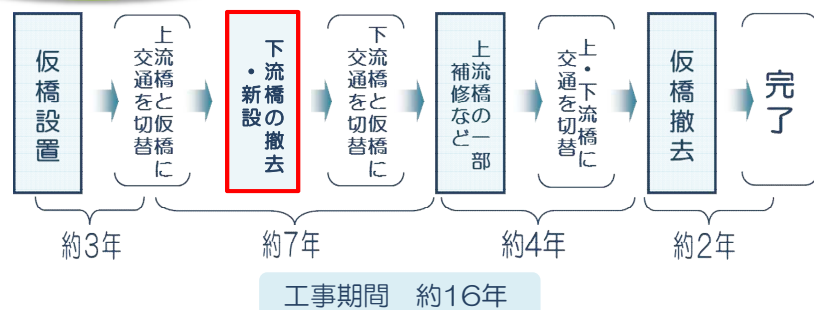 仮橋設置
上流橋と仮橋に
交通を切替
下流橋の撤去
・新設
下流橋と仮橋に
交通を切替
上流橋の一部
補修など
上・下流橋に
交通を切替
仮橋撤去
完了
約3年
約7年
約4年
約2年
工事期間　約16年